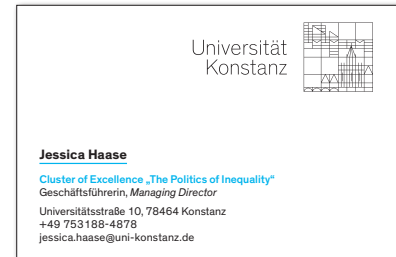 Universität
Konstanz
Jessica Haase
Cluster of Excellence „The Politics of Inequality“
Geschäftsführerin, Managing Director
Universitätsstraße 10, 78464 Konstanz
+49 753188-4878
jessica.haase@uni-konstanz.de